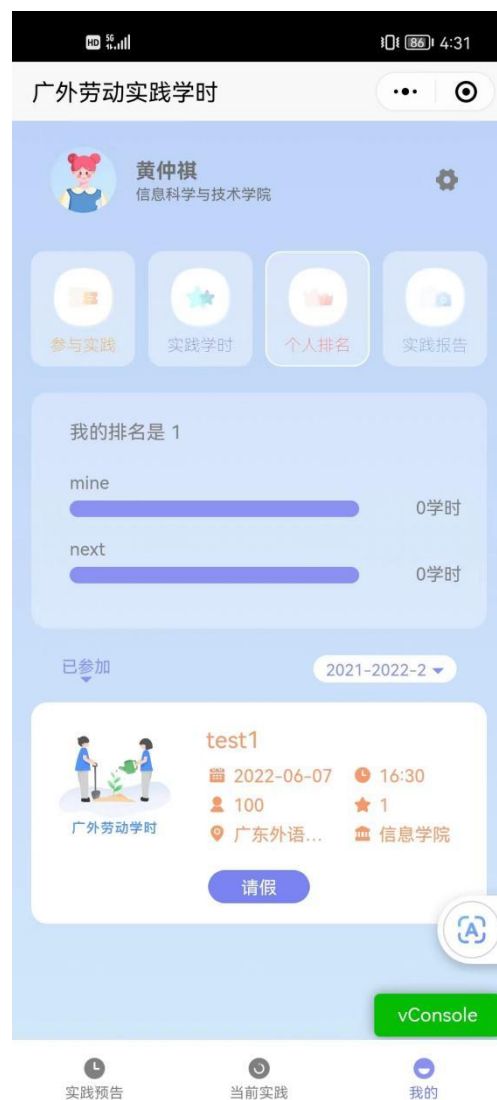 HD 5G 86 4:31
广外劳动实践学时
黄仲祺
信息科学与技术学院
参与实践 实践学时 个人排名 实践报告
我的排名是 1
mine
0学时
next
0学时
已参加 2021-2022-2
test1
2022-06-07 16:30
100 1
广东外语... 信息学院
广外劳动学时
请假
A
vConsole
实践预告 当前实践 我的